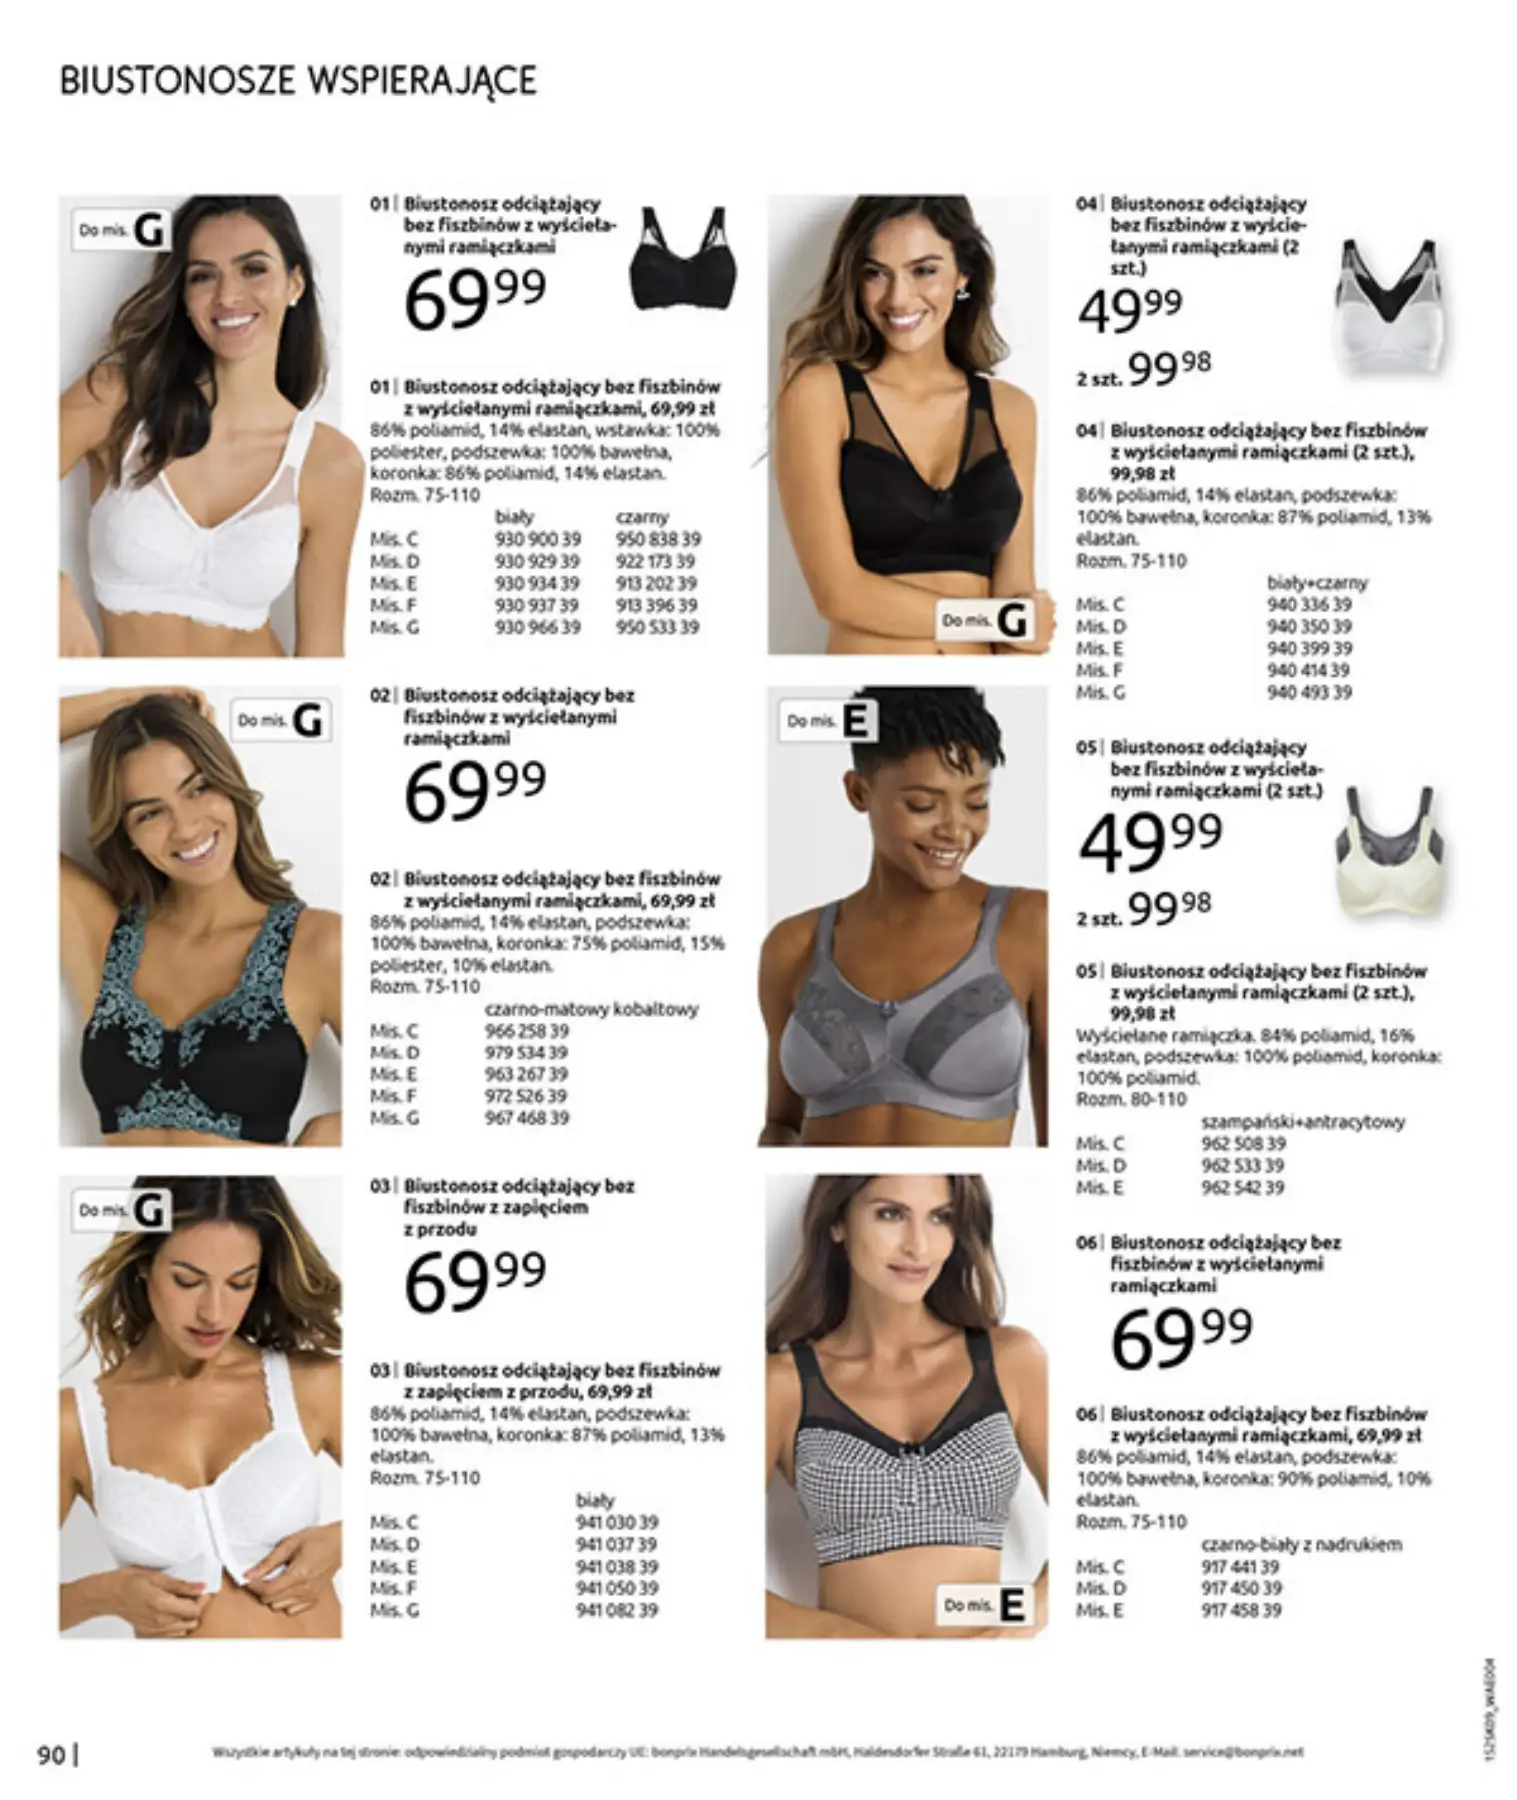 BIUSTONOSZE WSPIERAJĄCE
Do mis. G
01 | Biustonosz odciążający
bez fiszbinów z wyścieła-
nymi ramiączkami
69 99
01 | Biustonosz odciążający bez fiszbinów
z wyściełanymi ramiączkami, 69,99 zł
86% poliamid, 14% elastan, wstawka: 100%
poliester, podszewka: 100% bawełna,
koronka: 86% poliamid, 14% elastan.
Rozm. 75-110
biały czarny
Mis. C 930 900 39 950 838 39
Mis. D 930 929 39 922 173 39
Mis. E 930 934 39 913 202 39
Mis. F 930 937 39 913 396 39
Mis. G 930 966 39 950 533 39
Do mis. G
02 | Biustonosz odciążający bez
fiszbinów z wyściełanymi
ramiączkami
69 99
02 | Biustonosz odciążający bez fiszbinów
z wyściełanymi ramiączkami, 69,99 zł
86% poliamid, 14% elastan, podszewka:
100% bawełna, koronka: 75% poliamid, 15%
poliester, 10% elastan.
Rozm. 75-110
czarno-matowy kobaltowy
Mis. C 966 258 39
Mis. D 979 534 39
Mis. E 963 267 39
Mis. F 972 526 39
Mis. G 967 468 39
Do mis. G
03 | Biustonosz odciążający bez
fiszbinów z zapięciem
z przodu
69 99
03 | Biustonosz odciążający bez fiszbinów
z zapięciem z przodu, 69,99 zł
86% poliamid, 14% elastan, podszewka:
100% bawełna, koronka: 87% poliamid, 13%
elastan.
Rozm. 75-110
biały
Mis. C 941 030 39
Mis. D 941 037 39
Mis. E 941 038 39
Mis. F 941 050 39
Mis. G 941 082 39
Do mis. G
04 | Biustonosz odciążający
bez fiszbinów z wyście-
łanymi ramiączkami (2
szt.)
49 99
2 szt. 99 98
04 | Biustonosz odciążający bez fiszbinów
z wyściełanymi ramiączkami (2 szt.),
99,98 zł
86% poliamid, 14% elastan, podszewka:
100% bawełna, koronka: 87% poliamid, 13%
elastan.
Rozm. 75-110
biały+czarny
Mis. C 940 336 39
Mis. D 940 350 39
Mis. E 940 399 39
Mis. F 940 414 39
Mis. G 940 493 39
Do mis. E
05 | Biustonosz odciążający
bez fiszbinów z wyścieła-
nymi ramiączkami (2 szt.)
49 99
2 szt. 99 98
05 | Biustonosz odciążający bez fiszbinów
z wyściełanymi ramiączkami (2 szt.),
99,98 zł
Wyściełane ramiączka. 84% poliamid, 16%
elastan, podszewka: 100% poliamid, koronka:
100% poliamid.
Rozm. 80-110
szampański+antracytowy
Mis. C 962 508 39
Mis. D 962 533 39
Mis. E 962 542 39
Do mis. E
06 | Biustonosz odciążający bez
fiszbinów z wyściełanymi
ramiączkami
69 99
06 | Biustonosz odciążający bez fiszbinów
z wyściełanymi ramiączkami, 69,99 zł
86% poliamid, 14% elastan, podszewka:
100% bawełna, koronka: 90% poliamid, 10%
elastan.
Rozm. 75-110
czarno-biały z nadrukiem
Mis. C 917 441 39
Mis. D 917 450 39
Mis. E 917 458 39
1525K09_WAE004
90 |
Wszystkie artykuły na tej stronie: odpowiedzialny podmiot gospodarczy UE: bonprix Handelsgesellschaft mbH, Haldesdorfer Straße 61, 22179 Hamburg, Niemcy, E-Mail: service@bonprix.net